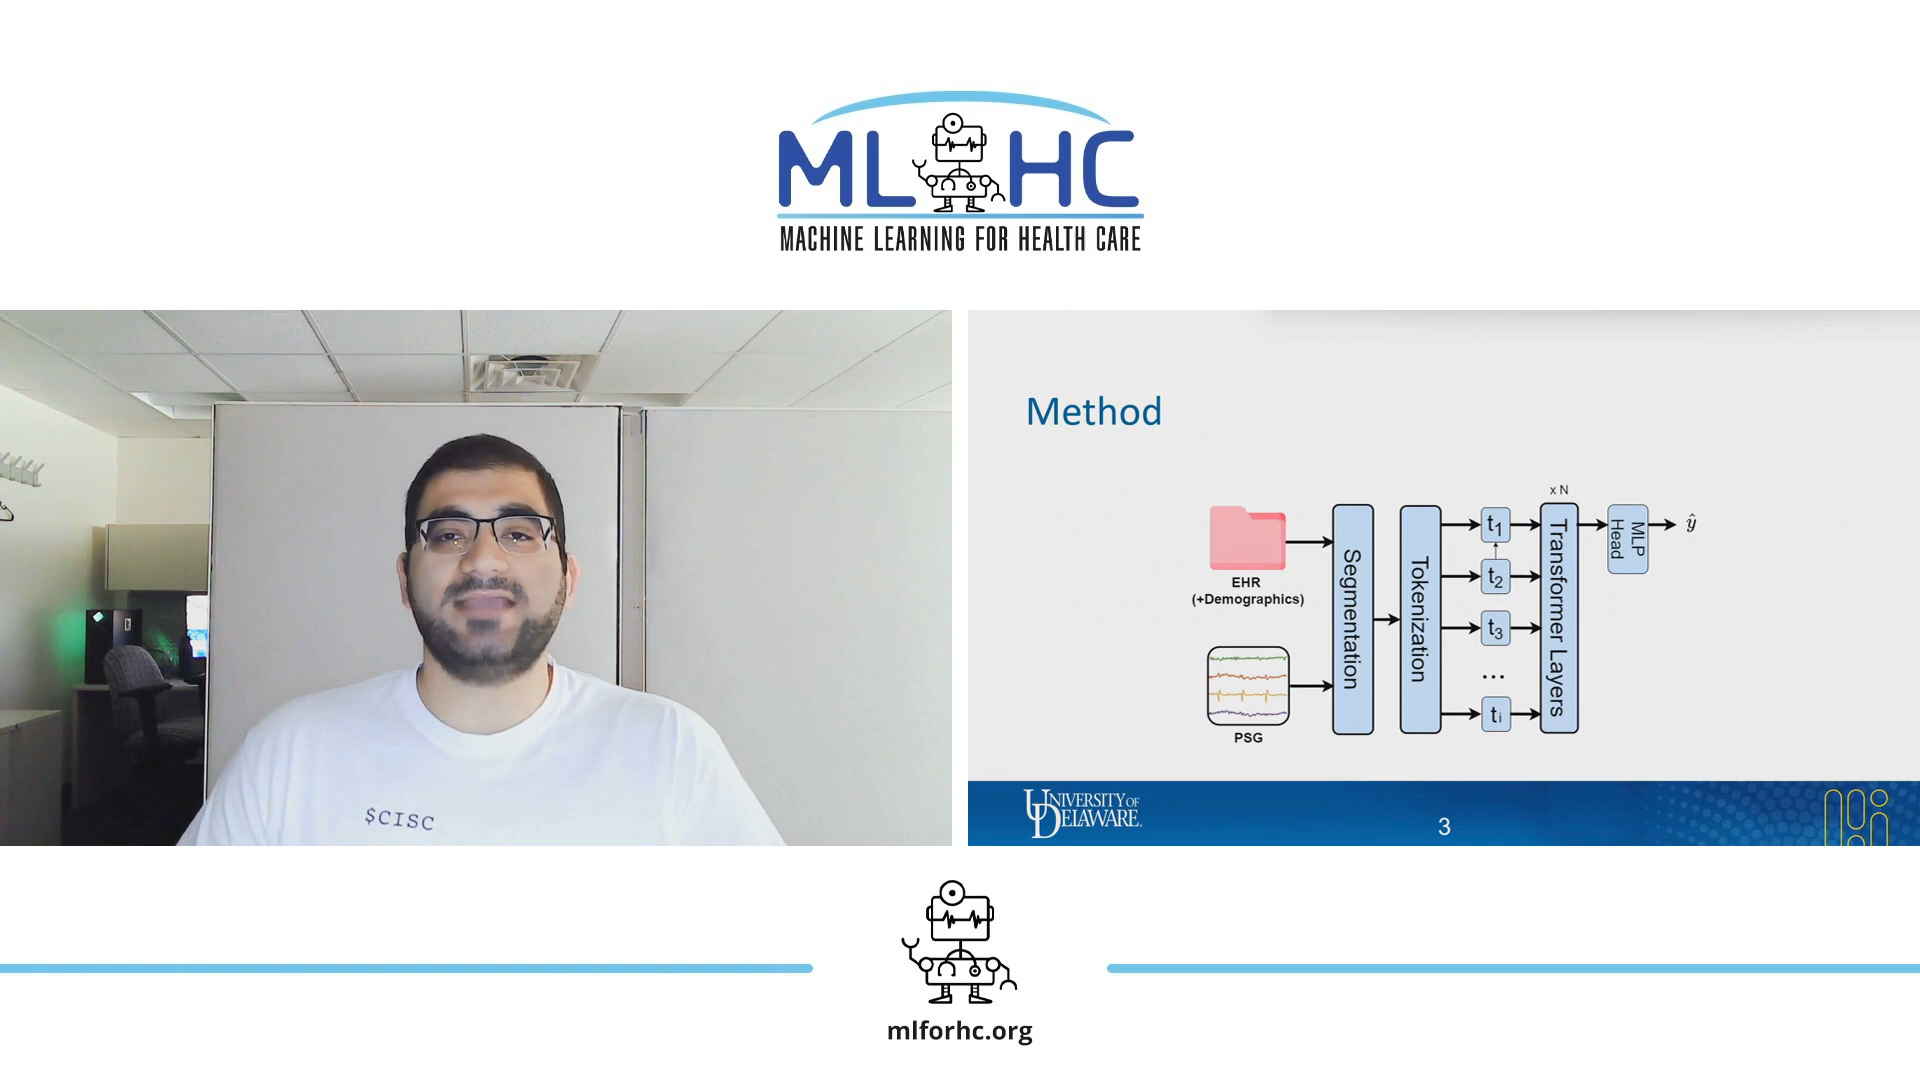 ML HC
MACHINE LEARNING FOR HEALTH CARE
$CISC
Method
x N
EHR
(+Demographics)
PSG
Segmentation
Tokenization
t1
t2
t3
...
ti
Transformer Layers
MLP
Head
ŷ
UNIVERSITY OF
DELAWARE.
3
mlforhc.org